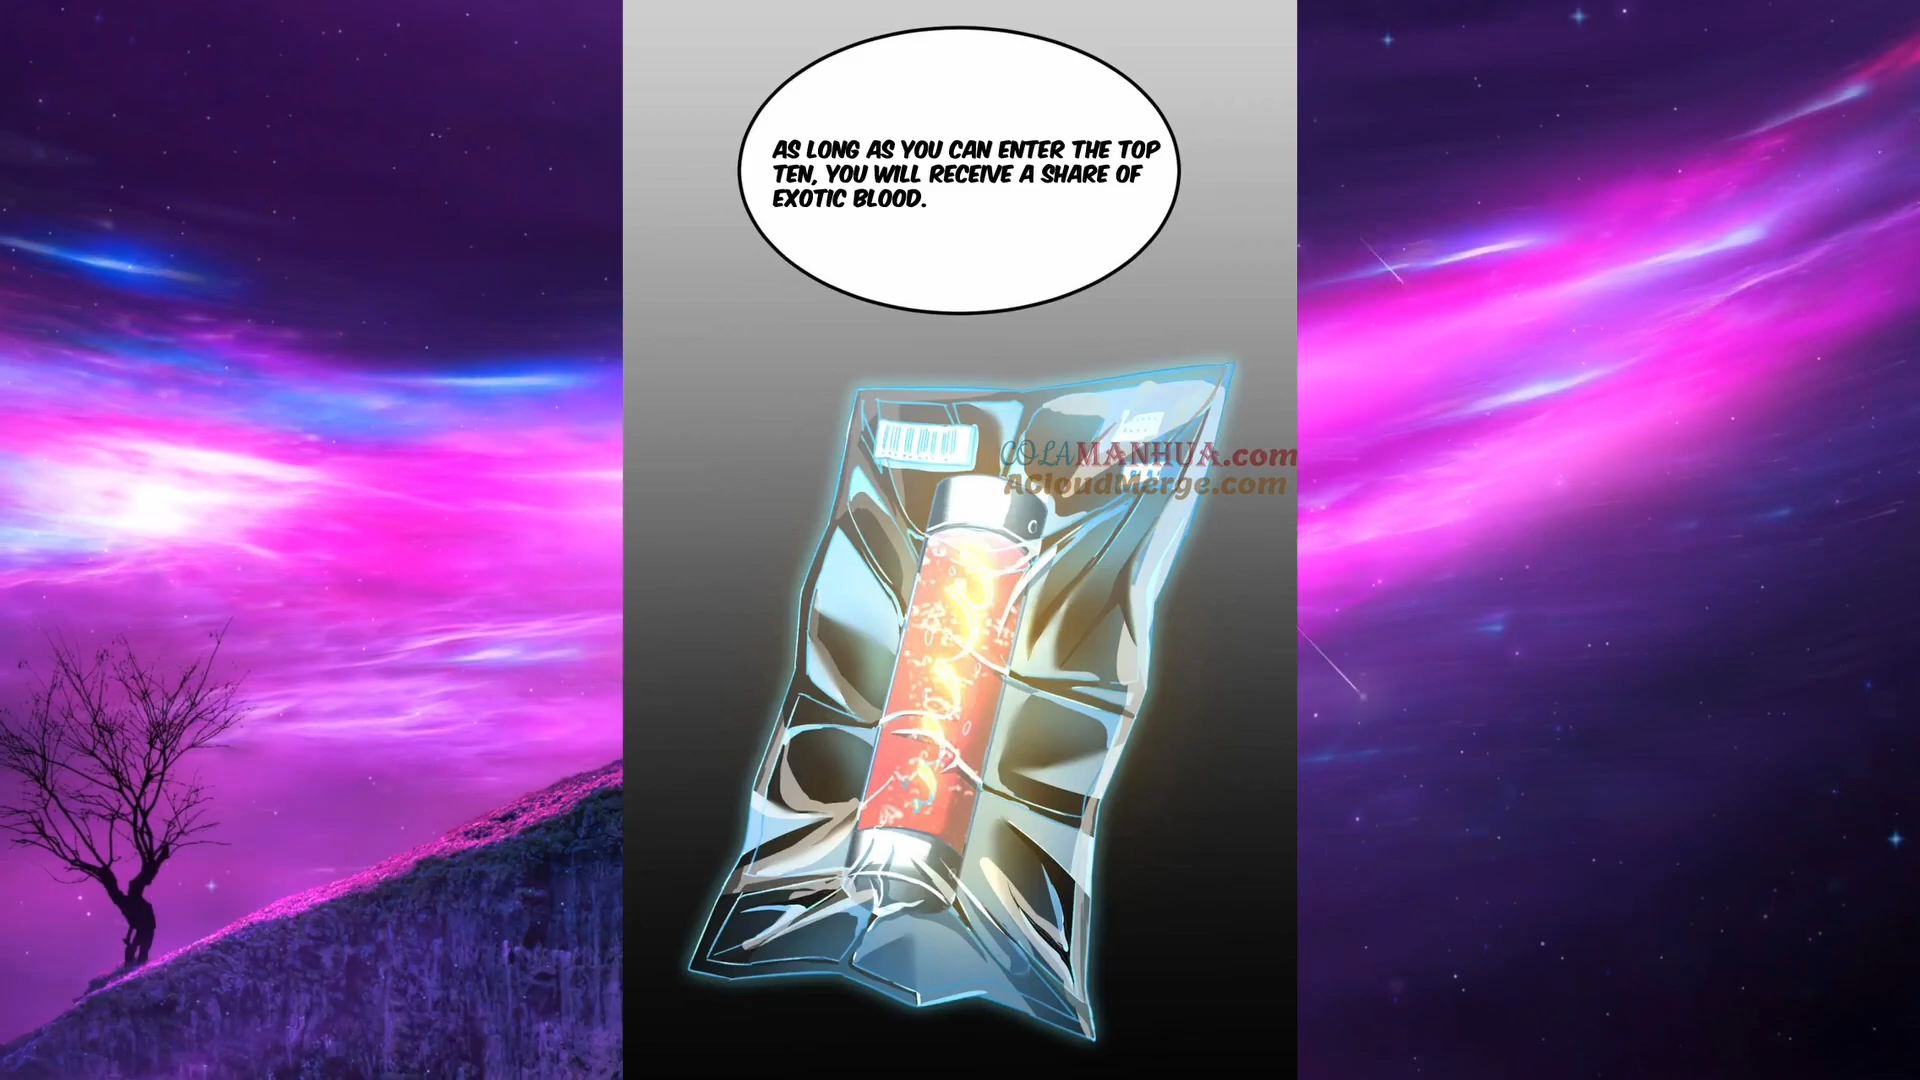 AS LONG AS YOU CAN ENTER THE TOP
TEN, YOU WILL RECEIVE A SHARE OF
EXOTIC BLOOD.
COLAMANHUA.com
ACloudMerge.com